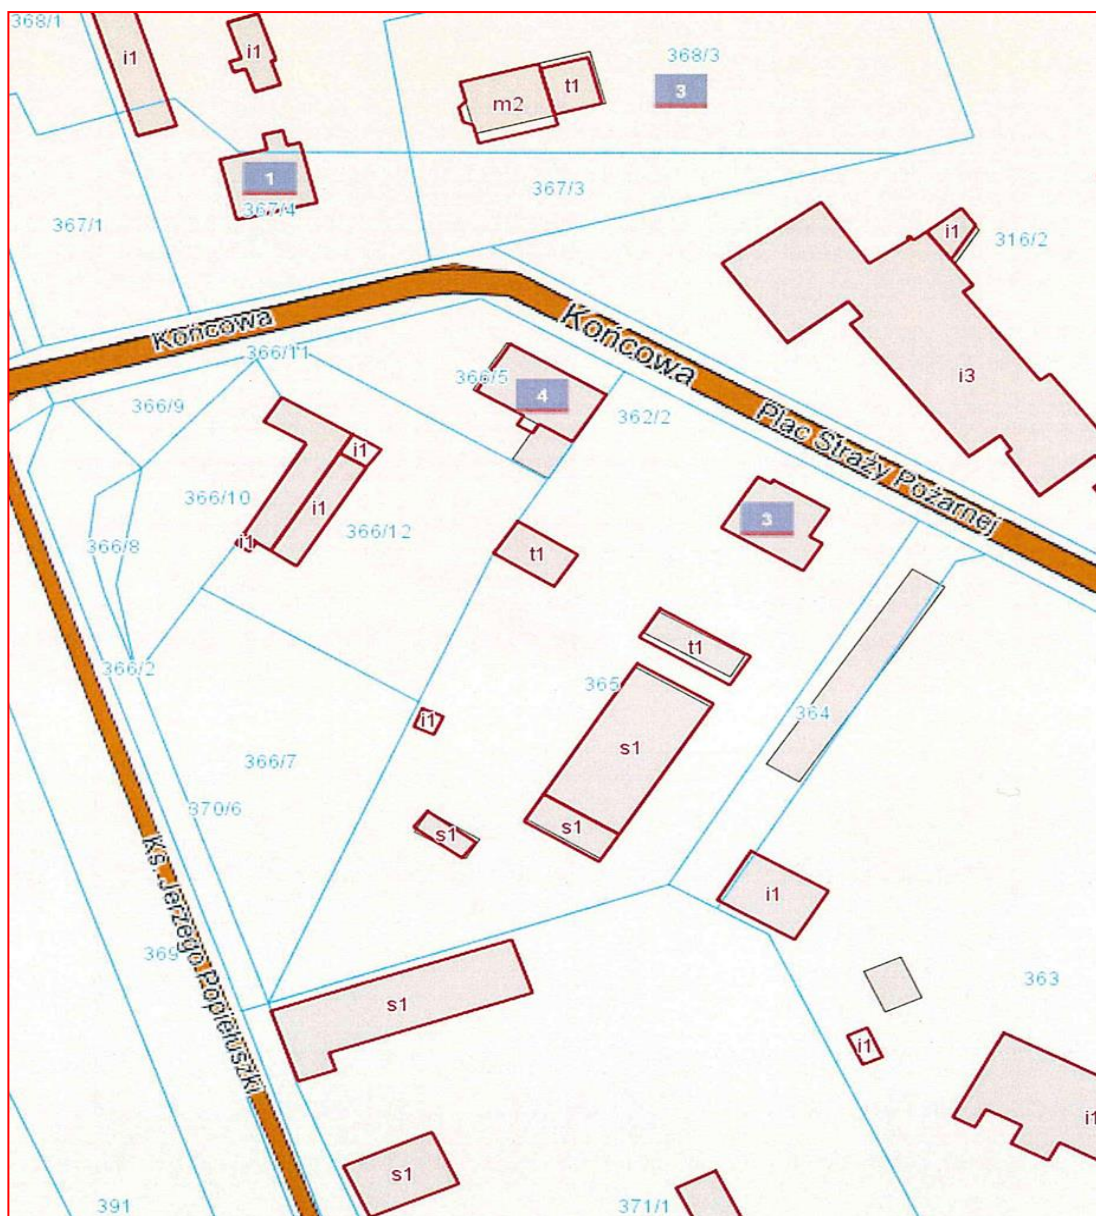 368/1
i1
i1
368/3
m2
t1
3
1
367/4
367/3
367/1
i1
316/2
Końcowa
Końcowa
i3
366/11
366/5
4
366/9
362/2
Plac Straży Pożarnej
i1
366/10
i1
3
366/12
i1
t1
366/8
t1
366/2
365
364
i1
s1
366/7
370/6
s1
s1
Ks. Jerzego Popiełuszki
i1
369
363
s1
i1
i1
s1
391
371/1